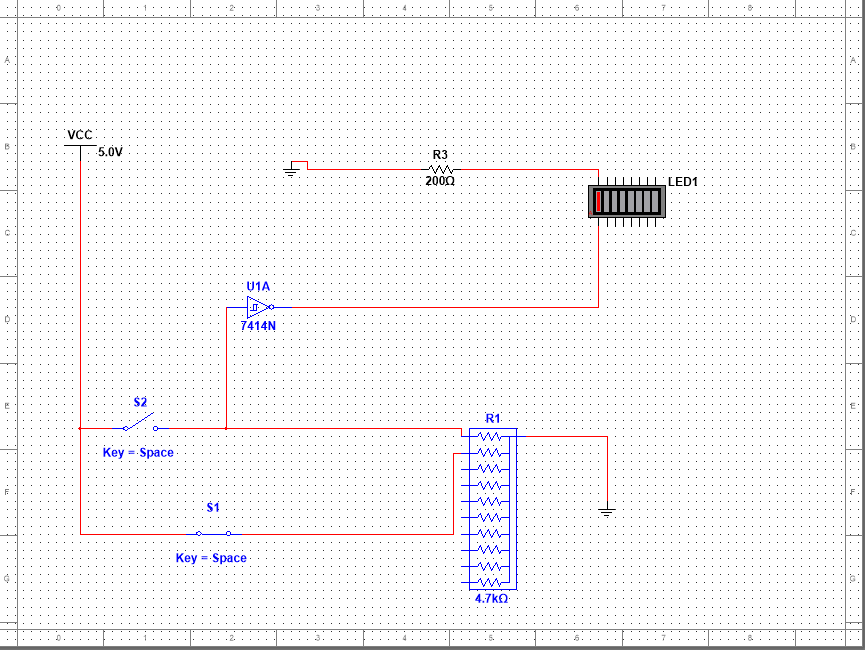 0 1 2 3 4 5 6 7 8
A A
VCC
5.0V
B B
R3
200Ω
LED1
C C
U1A
7414N
D D
S2
Key = Space
E E
R1
S1
Key = Space
F F
4.7kΩ
G G
0 1 2 3 4 5 6 7 8